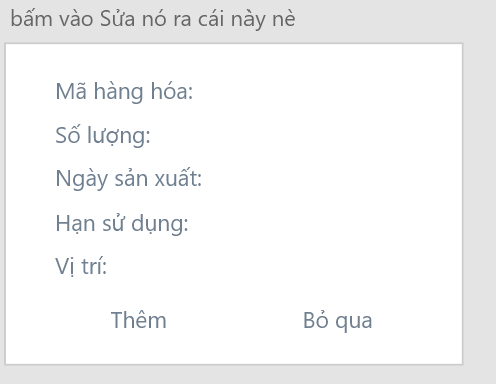 bấm vào Sửa nó ra cái này nè
Mã hàng hóa:
Số lượng:
Ngày sản xuất:
Hạn sử dụng:
Vị trí:
Thêm Bỏ qua